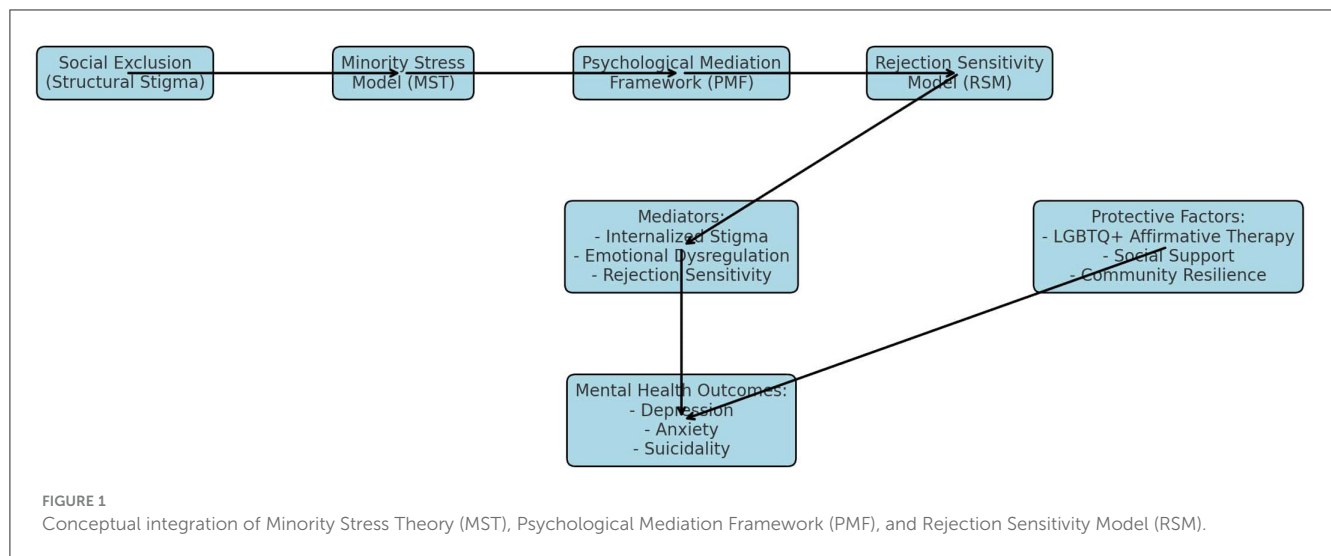 Social Exclusion
(Structural Stigma)
Minority Stress
Model (MST)
Psychological Mediation
Framework (PMF)
Rejection Sensitivity
Model (RSM)
Mediators:
- Internalized Stigma
- Emotional Dysregulation
- Rejection Sensitivity
Protective Factors:
- LGBTQ+ Affirmative Therapy
- Social Support
- Community Resilience
Mental Health Outcomes:
- Depression
- Anxiety
- Suicidality
FIGURE 1
Conceptual integration of Minority Stress Theory (MST), Psychological Mediation Framework (PMF), and Rejection Sensitivity Model (RSM).